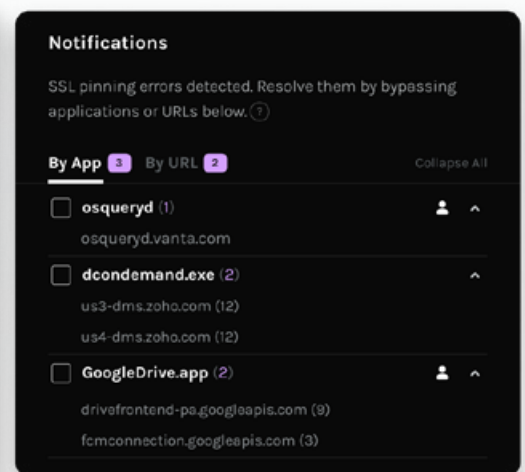 Notifications
SSL pinning errors detected. Resolve them by bypassing
applications or URLs below. ?
By App 3 By URL 2 Collapse All
osqueryd (1)
osqueryd.vanta.com
dcondemand.exe (2)
us3-dms.zoho.com (12)
us4-dms.zoho.com (12)
GoogleDrive.app (2)
drivefrontend-pa.googleapis.com (9)
fcmconnection.googleapis.com (3)